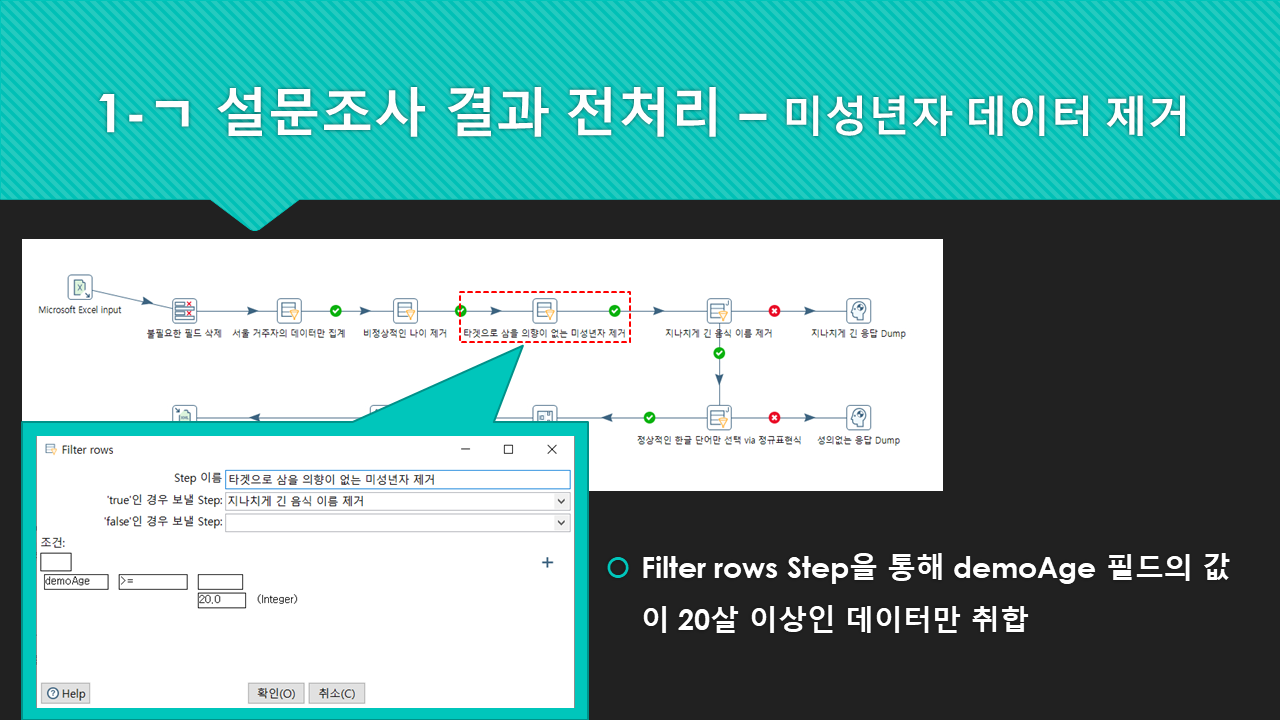 1-ㄱ 설문조사 결과 전처리 – 미성년자 데이터 제거
Microsoft Excel Input
불필요한 필드 삭제
서울 거주자의 데이터만 집계
비정상적인 나이 제거
타겟으로 삼을 의향이 없는 미성년자 제거
지나치게 긴 음식 이름 제거
지나치게 긴 응답 Dump
정상적인 한글 단어만 선택 via 정규표현식
성의없는 응답 Dump
Filter rows
Step 이름 타겟으로 삼을 의향이 없는 미성년자 제거
'true'인 경우 보낼 Step: 지나치게 긴 음식 이름 제거
'false'인 경우 보낼 Step:
조건:
demoAge >=
20,0 (Integer)
Help 확인(O) 취소(C)
Filter rows Step을 통해 demoAge 필드의 값
이 20살 이상인 데이터만 취합